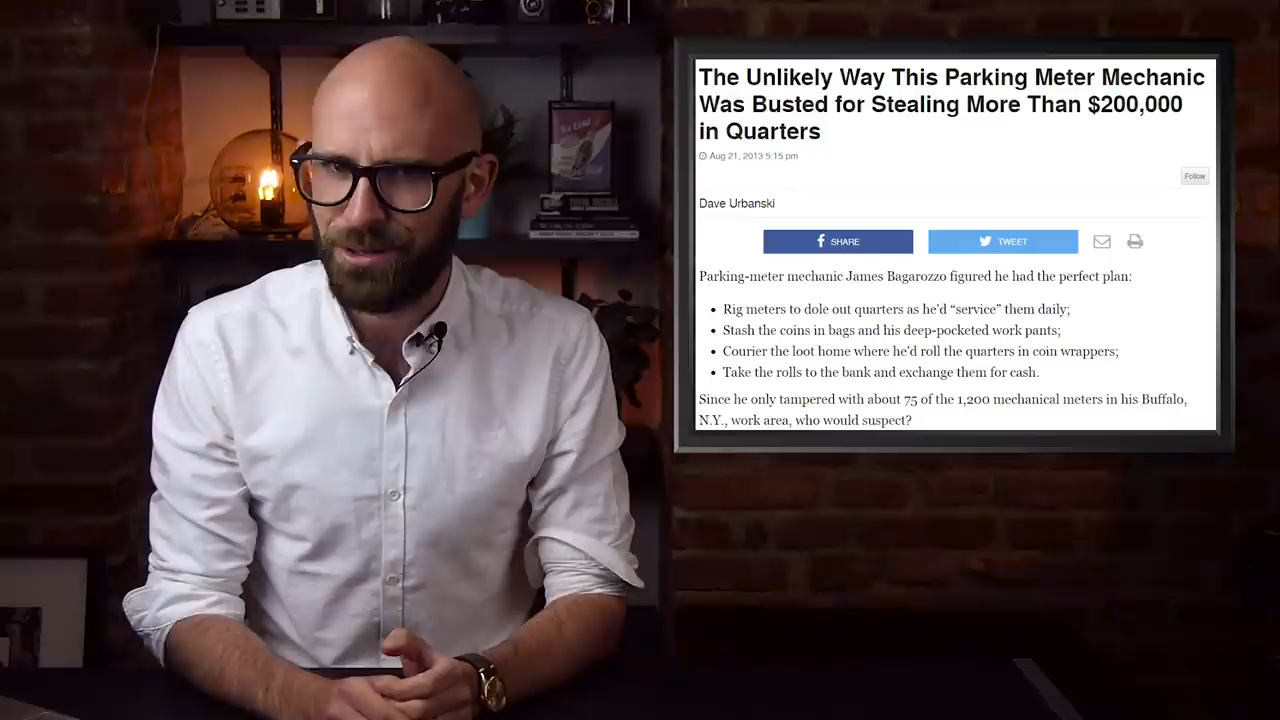 The Unlikely Way This Parking Meter Mechanic
Was Busted for Stealing More Than $200,000
in Quarters
Aug 21, 2013 5:15 pm
Follow
Dave Urbanski
SHARE
TWEET
Parking-meter mechanic James Bagarozzo figured he had the perfect plan:
• Rig meters to dole out quarters as he’d “service” them daily;
• Stash the coins in bags and his deep-pocketed work pants;
• Courier the loot home where he’d roll the quarters in coin wrappers;
• Take the rolls to the bank and exchange them for cash.
Since he only tampered with about 75 of the 1,200 mechanical meters in his Buffalo,
N.Y., work area, who would suspect?